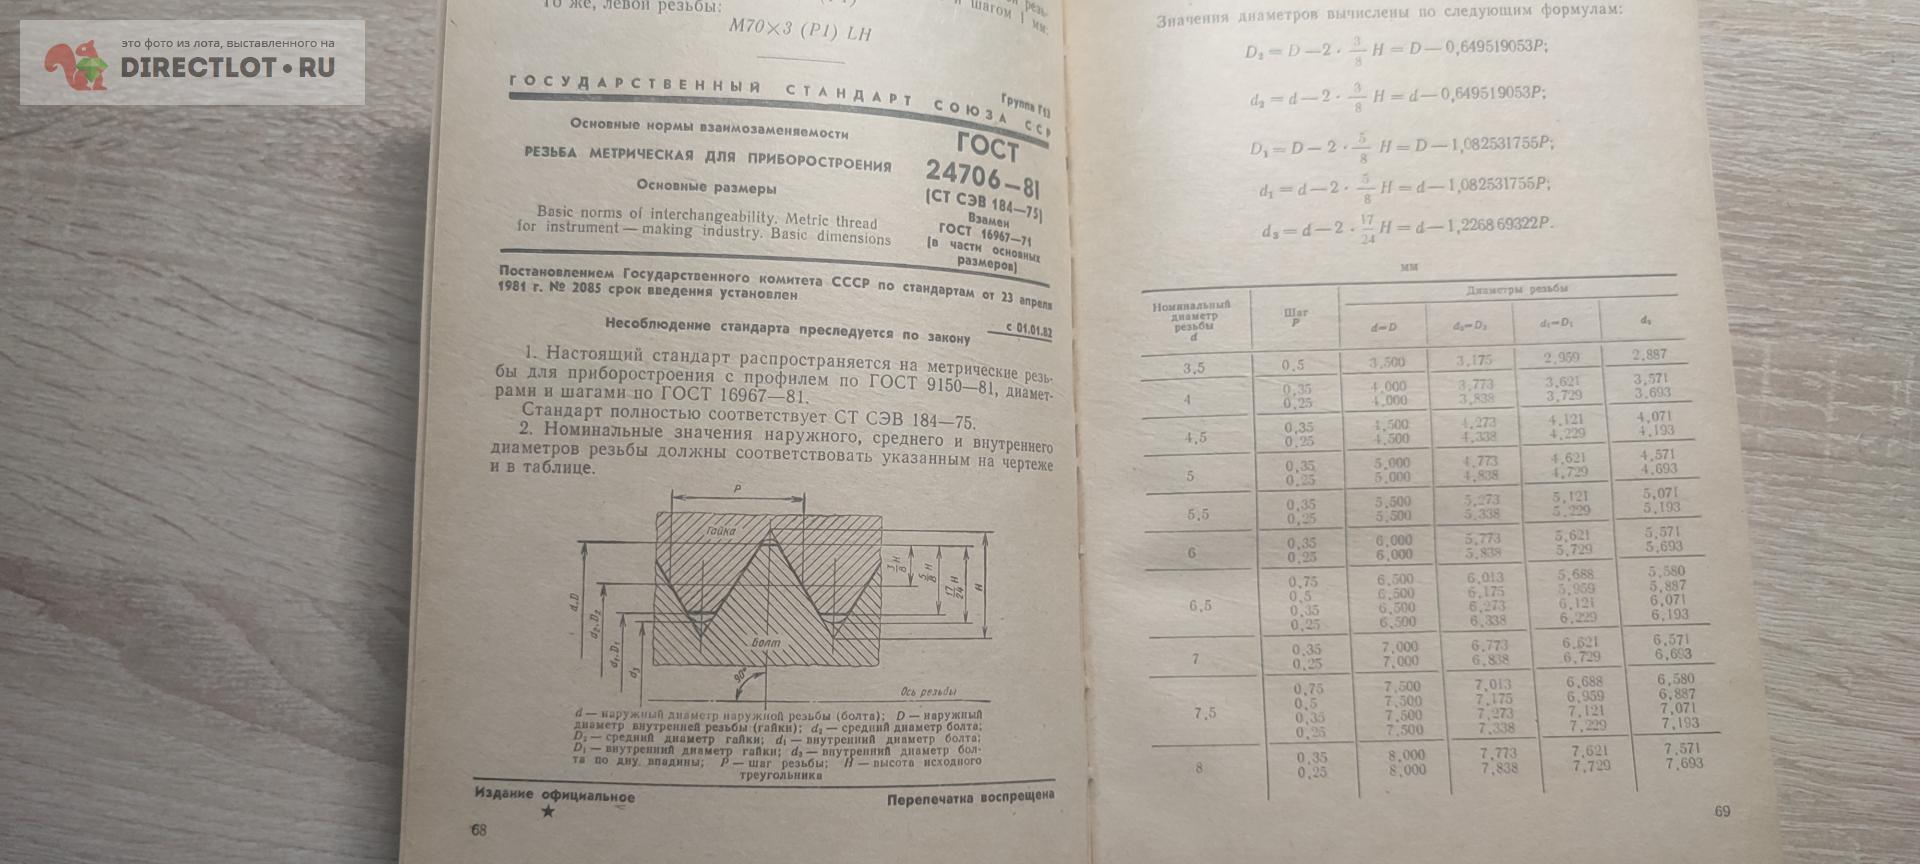 это фото из лота, выставленного на
DIRECTLOT•RU
То же, левой резьбы:
шагом 1 мм:
М70×3 (Р1) LH
ГОСУДАРСТВЕННЫЙ СТАНДАРТ СОЮЗА ССР
Группа Г13
Основные нормы взаимозаменяемости
РЕЗЬБА МЕТРИЧЕСКАЯ ДЛЯ ПРИБОРОСТРОЕНИЯ
Основные размеры
Basic norms of interchangeability. Metric thread
for instrument — making industry. Basic dimensions
ГОСТ
24706—81
(СТ СЭВ 184—75)
Взамен
ГОСТ 16967—71
(в части основных
размеров)
Постановлением Государственного комитета СССР по стандартам от 23 апреля
1981 г. № 2085 срок введения установлен
с 01.01.82
Несоблюдение стандарта преследуется по закону
1. Настоящий стандарт распространяется на метрические резь-
бы для приборостроения с профилем по ГОСТ 9150—81, диамет-
рами и шагами по ГОСТ 16967—81.
Стандарт полностью соответствует СТ СЭВ 184—75.
2. Номинальные значения наружного, среднего и внутреннего
диаметров резьбы должны соответствовать указанным на чертеже
и в таблице.
P
Гайка
Болт
d,D
d₂,D₂
d₁,D₁
d₃
3/8 H
5/8 H
17/24 H
H
90°
Ось резьбы
d — наружный диаметр наружной резьбы (болта); D — наружный
диаметр внутренней резьбы (гайки); d₂ — средний диаметр болта;
D₂ — средний диаметр гайки; d₁ — внутренний диаметр болта;
D₁ — внутренний диаметр гайки; d₃ — внутренний диаметр бол-
та по дну впадины; P — шаг резьбы; H — высота исходного
треугольника
Издание официальное
★
Перепечатка воспрещена
68
Значения диаметров вычислены по следующим формулам:
D₂ = D — 2 · 3/8 H = D — 0,649519053P;
d₂ = d — 2 · 3/8 H = d — 0,649519053P;
D₁ = D — 2 · 5/8 H = D — 1,082531755P;
d₁ = d — 2 · 5/8 H = d — 1,082531755P;
d₃ = d — 2 · 17/24 H = d — 1,226869322P.
мм
Номинальный диаметр резьбы d
Шаг P
Диаметры резьбы
d=D d₂=D₂ d₁=D₁ d₃
3,5 0,5 3,500 3,175 2,959 2,887
4 0,35 4,000 3,773 3,621 3,571
0,25 4,000 3,838 3,729 3,693
4,5 0,35 4,500 4,273 4,121 4,071
0,25 4,500 4,338 4,229 4,193
5 0,35 5,000 4,773 4,621 4,571
0,25 5,000 4,838 4,729 4,693
5,5 0,35 5,500 5,273 5,121 5,071
0,25 5,500 5,338 5,229 5,193
6 0,35 6,000 5,773 5,621 5,571
0,25 6,000 5,838 5,729 5,693
6,5 0,75 6,500 6,013 5,688 5,580
0,5 6,500 6,175 5,959 5,887
0,35 6,500 6,273 6,121 6,071
0,25 6,500 6,338 6,229 6,193
7 0,35 7,000 6,773 6,621 6,571
0,25 7,000 6,838 6,729 6,693
7,5 0,75 7,500 7,013 6,688 6,580
0,5 7,500 7,175 6,959 6,887
0,35 7,500 7,273 7,121 7,071
0,25 7,500 7,338 7,229 7,193
8 0,35 8,000 7,773 7,621 7,571
0,25 8,000 7,838 7,729 7,693
69